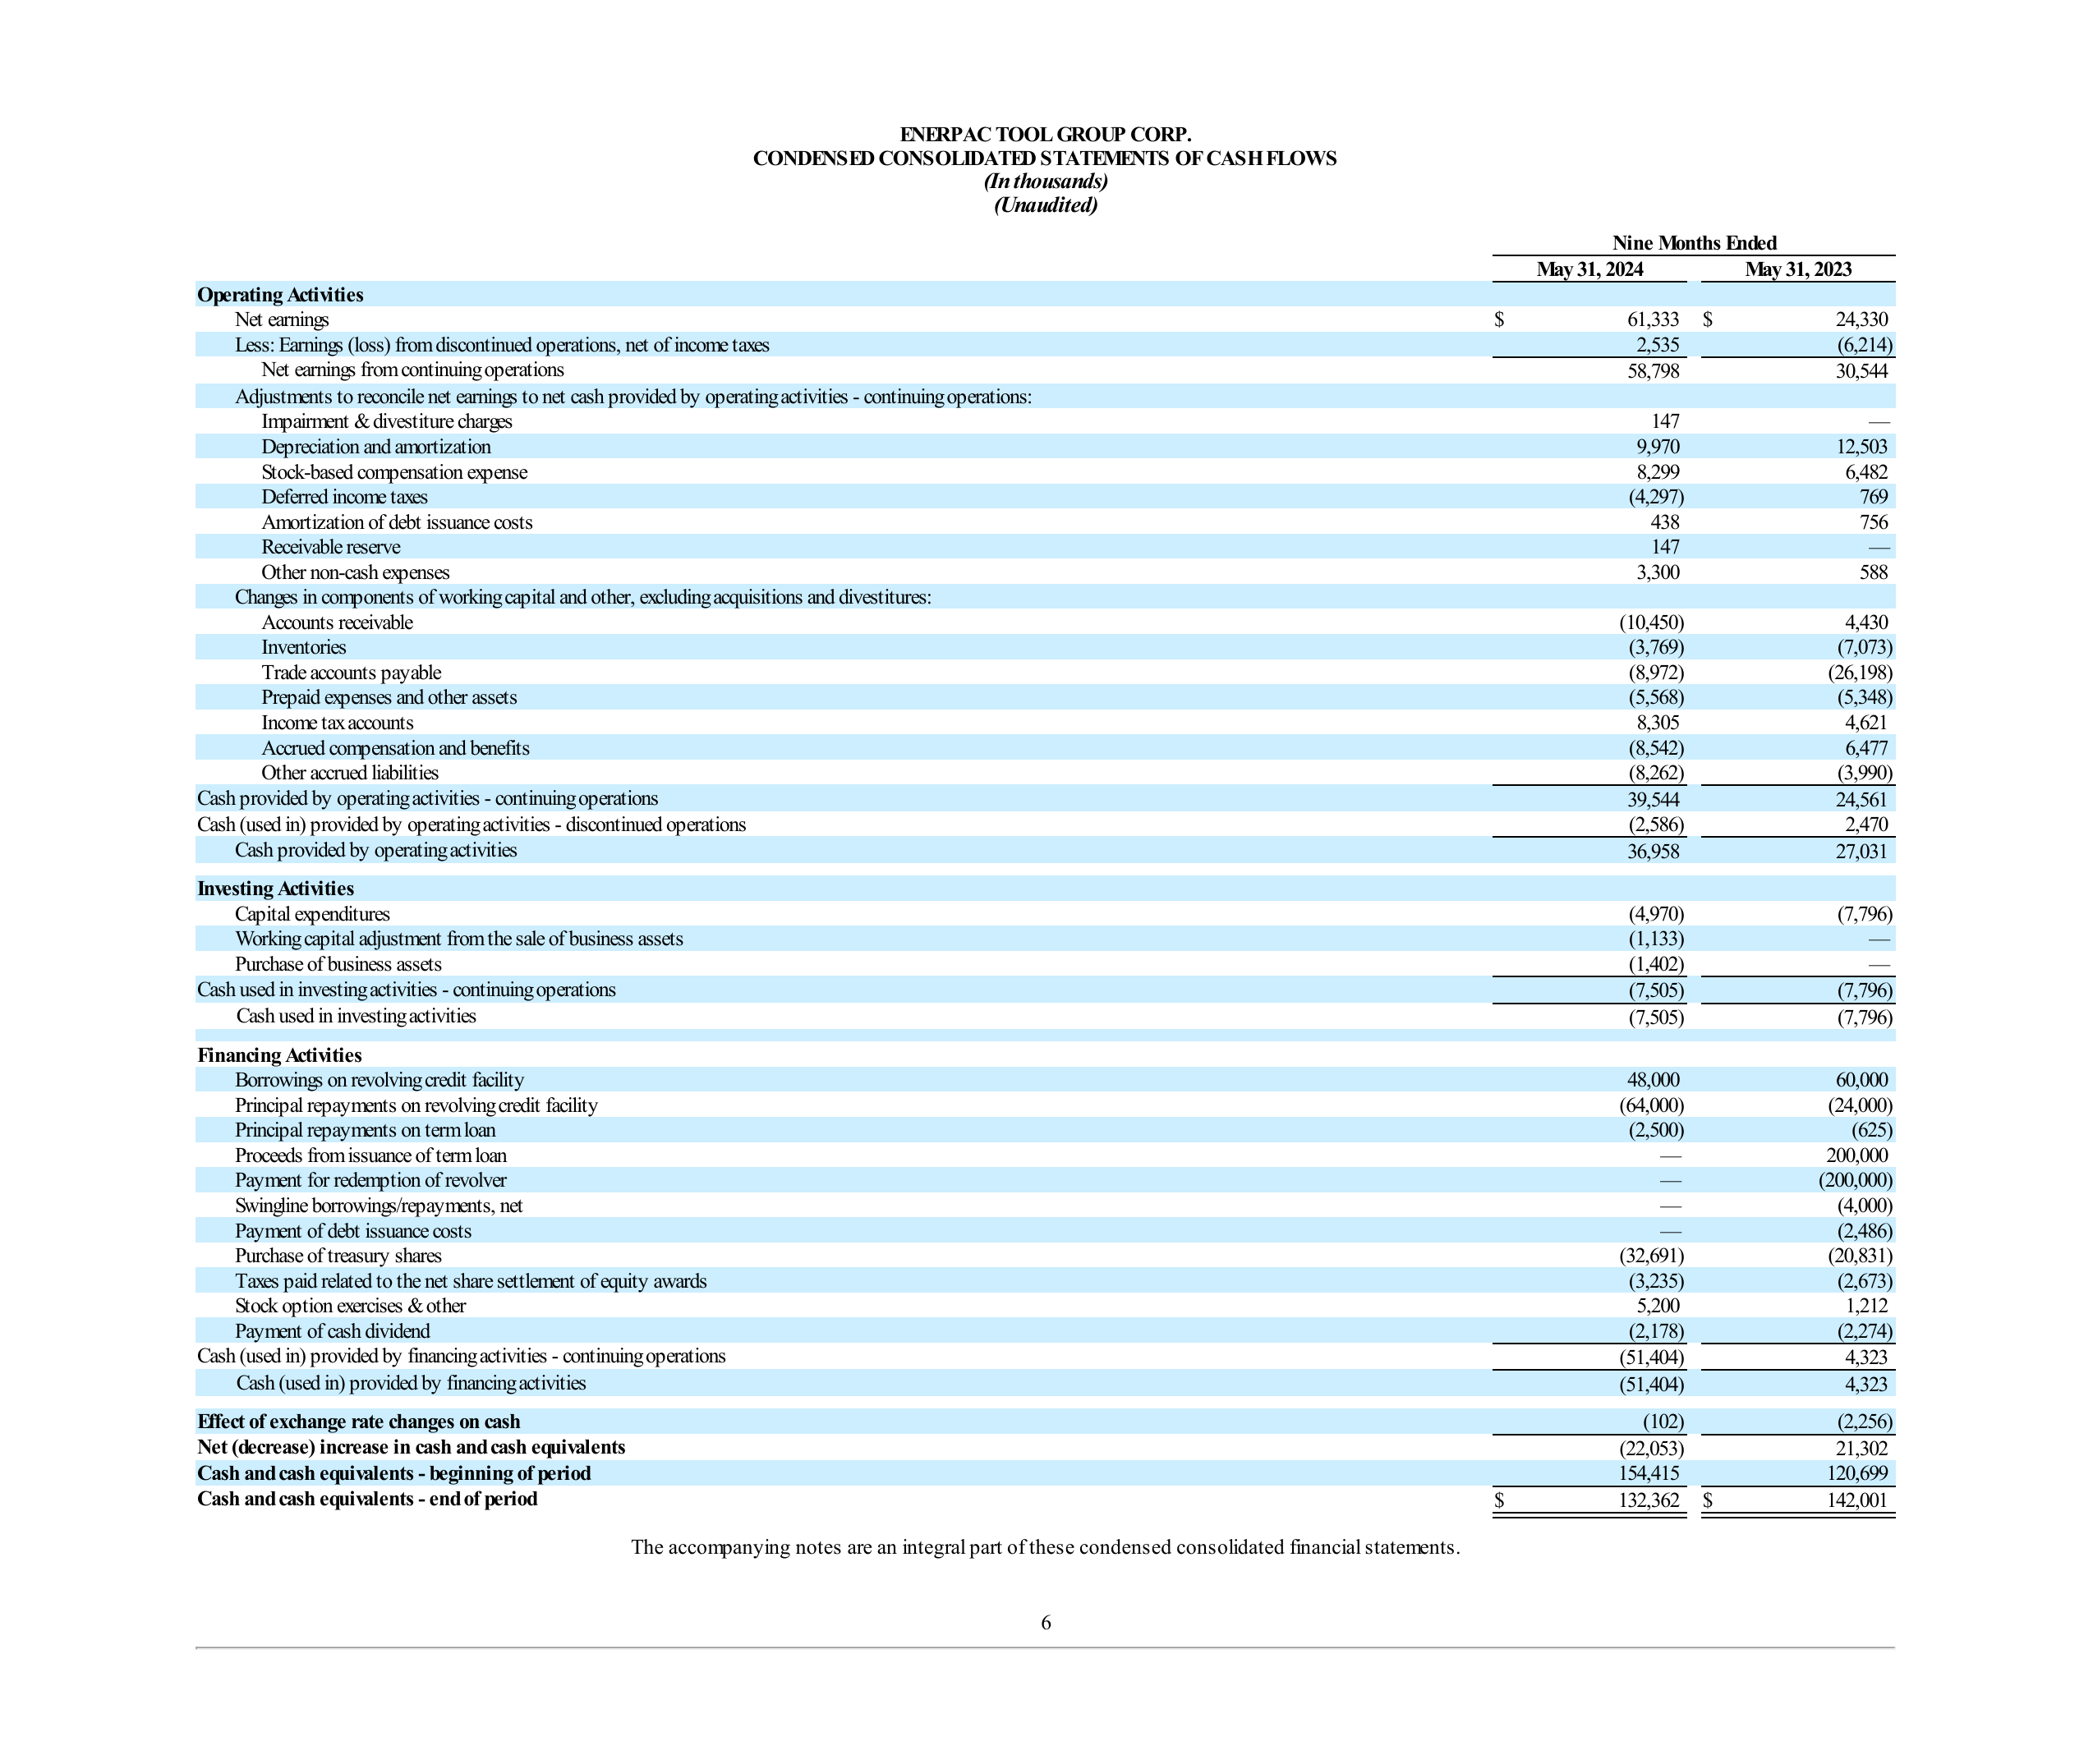 ENERPAC TOOL GROUP CORP.
CONDENSED CONSOLIDATED STATEMENTS OF CASH FLOWS
(In thousands)
(Unaudited)
Nine Months Ended
May 31, 2024 May 31, 2023
Operating Activities
Net earnings $ 61,333 $ 24,330
Less: Earnings (loss) from discontinued operations, net of income taxes 2,535 (6,214)
Net earnings from continuing operations 58,798 30,544
Adjustments to reconcile net earnings to net cash provided by operating activities - continuing operations:
Impairment & divestiture charges 147 —
Depreciation and amortization 9,970 12,503
Stock-based compensation expense 8,299 6,482
Deferred income taxes (4,297) 769
Amortization of debt issuance costs 438 756
Receivable reserve 147 —
Other non-cash expenses 3,300 588
Changes in components of working capital and other, excluding acquisitions and divestitures:
Accounts receivable (10,450) 4,430
Inventories (3,769) (7,073)
Trade accounts payable (8,972) (26,198)
Prepaid expenses and other assets (5,568) (5,348)
Income tax accounts 8,305 4,621
Accrued compensation and benefits (8,542) 6,477
Other accrued liabilities (8,262) (3,990)
Cash provided by operating activities - continuing operations 39,544 24,561
Cash (used in) provided by operating activities - discontinued operations (2,586) 2,470
Cash provided by operating activities 36,958 27,031
Investing Activities
Capital expenditures (4,970) (7,796)
Working capital adjustment from the sale of business assets (1,133) —
Purchase of business assets (1,402) —
Cash used in investing activities - continuing operations (7,505) (7,796)
Cash used in investing activities (7,505) (7,796)
Financing Activities
Borrowings on revolving credit facility 48,000 60,000
Principal repayments on revolving credit facility (64,000) (24,000)
Principal repayments on term loan (2,500) (625)
Proceeds from issuance of term loan — 200,000
Payment for redemption of revolver — (200,000)
Swingline borrowings/repayments, net — (4,000)
Payment of debt issuance costs — (2,486)
Purchase of treasury shares (32,691) (20,831)
Taxes paid related to the net share settlement of equity awards (3,235) (2,673)
Stock option exercises & other 5,200 1,212
Payment of cash dividend (2,178) (2,274)
Cash (used in) provided by financing activities - continuing operations (51,404) 4,323
Cash (used in) provided by financing activities (51,404) 4,323
Effect of exchange rate changes on cash (102) (2,256)
Net (decrease) increase in cash and cash equivalents (22,053) 21,302
Cash and cash equivalents - beginning of period 154,415 120,699
Cash and cash equivalents - end of period $ 132,362 $ 142,001
The accompanying notes are an integral part of these condensed consolidated financial statements.
6